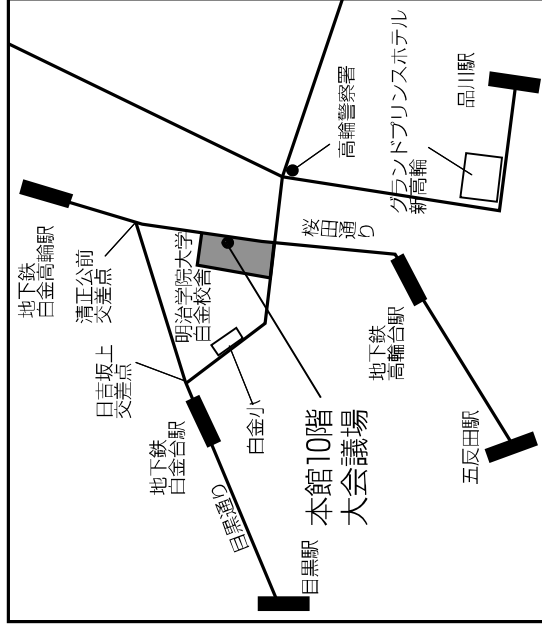 地下鉄
白金高輪駅
清正公前
交差点
日吉坂上
交差点
地下鉄
白金台駅
目黒通り
目黒駅
明治学院大学
白金校舎
白金小
本館10階
大会議場
桜田
通り
高輪警察署
グランドプリンスホテル
新高輪
品川駅
地下鉄
高輪台駅
五反田駅